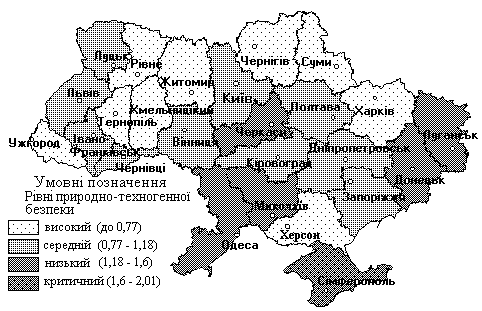 Луцьк
Рівне
Житомир
Чернігів
Суми
Львів
Київ
Полтава
Харків
Тернопіль
Хмельницький
Ужгород
Івано-
Франківськ
Чернівці
Вінниця
Черкаси
Кіровоград
Дніпропетровськ
Луганськ
Донецьк
Запоріжжя
Миколаїв
Одеса
Херсон
Сімферополь
Умовні позначення
Рівні природно-техногенної
безпеки
високий (до 0,77)
середній (0,77 - 1,18)
низький (1,18 - 1,6)
критичний (1,6 - 2,01)